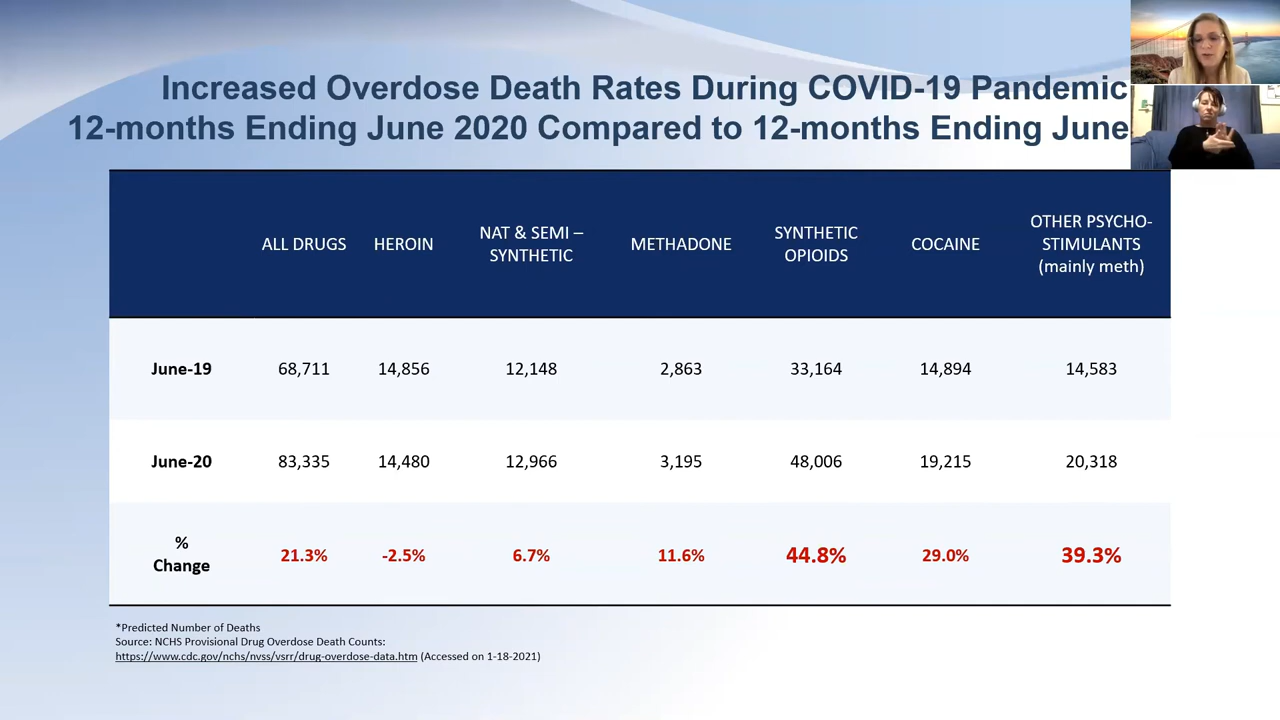 Increased Overdose Death Rates During COVID-19 Pandemic
12-months Ending June 2020 Compared to 12-months Ending June
ALL DRUGS
HEROIN
NAT & SEMI –
SYNTHETIC
METHADONE
SYNTHETIC
OPIOIDS
COCAINE
OTHER PSYCHO-
STIMULANTS
(mainly meth)
June-19 68,711 14,856 12,148 2,863 33,164 14,894 14,583
June-20 83,335 14,480 12,966 3,195 48,006 19,215 20,318
%
Change
21.3% -2.5% 6.7% 11.6% 44.8% 29.0% 39.3%
*Predicted Number of Deaths
Source: NCHS Provisional Drug Overdose Death Counts:
https://www.cdc.gov/nchs/nvss/vsrr/drug-overdose-data.htm (Accessed on 1-18-2021)